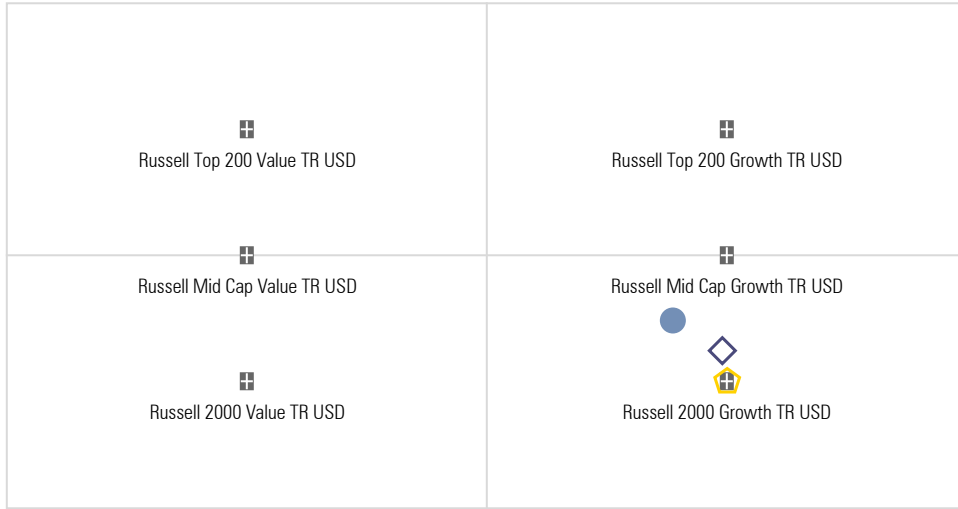 Russell Top 200 Value TR USD
Russell Top 200 Growth TR USD
Russell Mid Cap Value TR USD
Russell Mid Cap Growth TR USD
Russell 2000 Value TR USD
Russell 2000 Growth TR USD